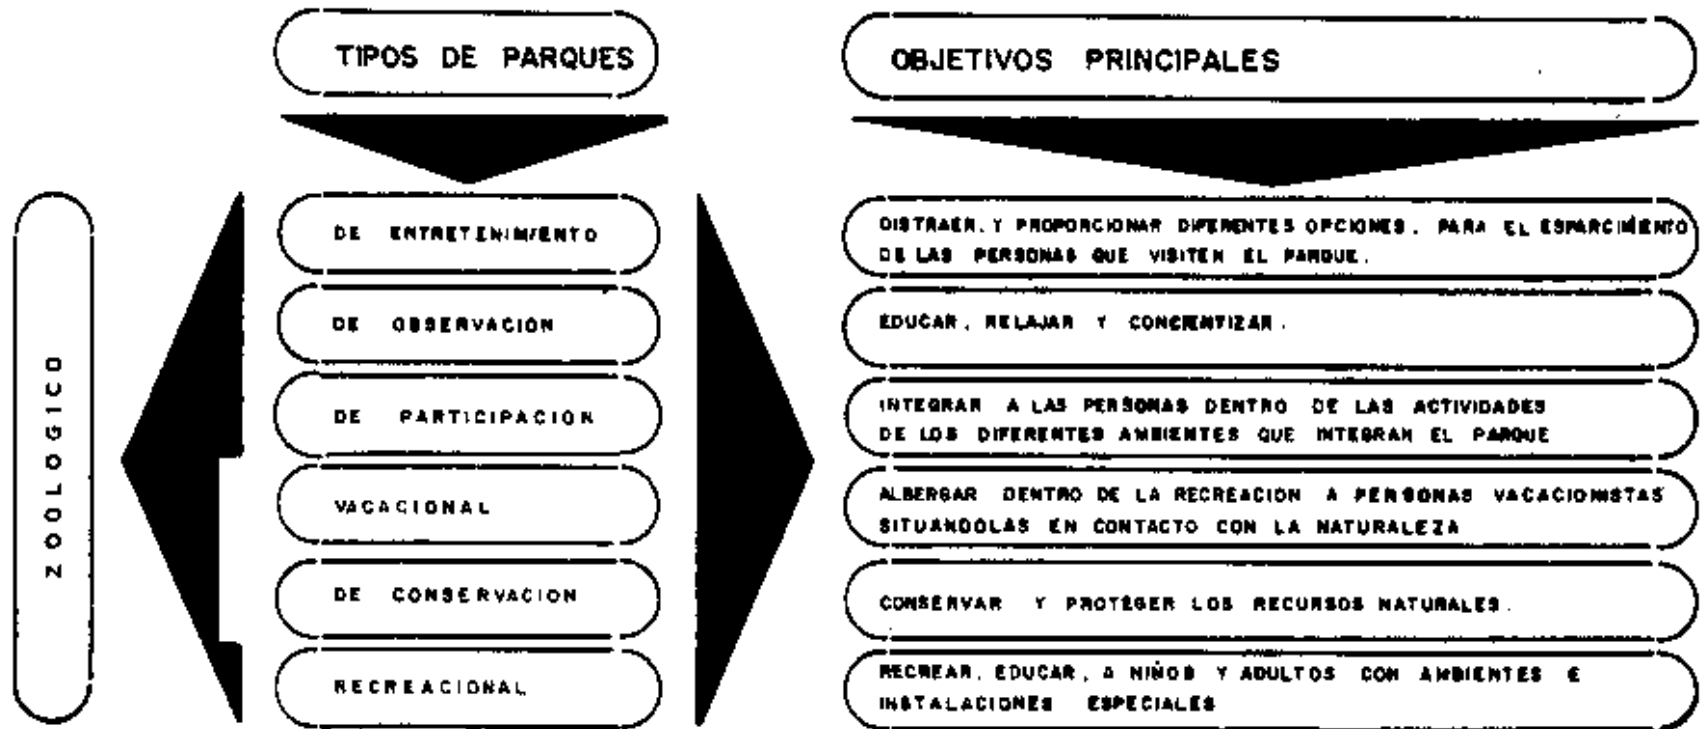 TIPOS DE PARQUES
OBJETIVOS PRINCIPALES
ZOOLOGICO
DE ENTRETENIMIENTO
DISTRAER, Y PROPORCIONAR DIFERENTES OPCIONES, PARA EL ESPARCIMIENTO
DE LAS PERSONAS QUE VISITEN EL PARQUE.
DE OBSERVACION
EDUCAR, RELAJAR Y CONCIENTIZAR.
DE PARTICIPACION
INTEGRAR A LAS PERSONAS DENTRO DE LAS ACTIVIDADES
DE LOS DIFERENTES AMBIENTES QUE INTEGRAN EL PARQUE
VACACIONAL
ALBERGAR DENTRO DE LA RECREACION A PERSONAS VACACIONISTAS
SITUANDOLAS EN CONTACTO CON LA NATURALEZA
DE CONSERVACION
CONSERVAR Y PROTEGER LOS RECURSOS NATURALES.
RECREACIONAL
RECREAR, EDUCAR, A NIÑOS Y ADULTOS CON AMBIENTES E
INSTALACIONES ESPECIALES